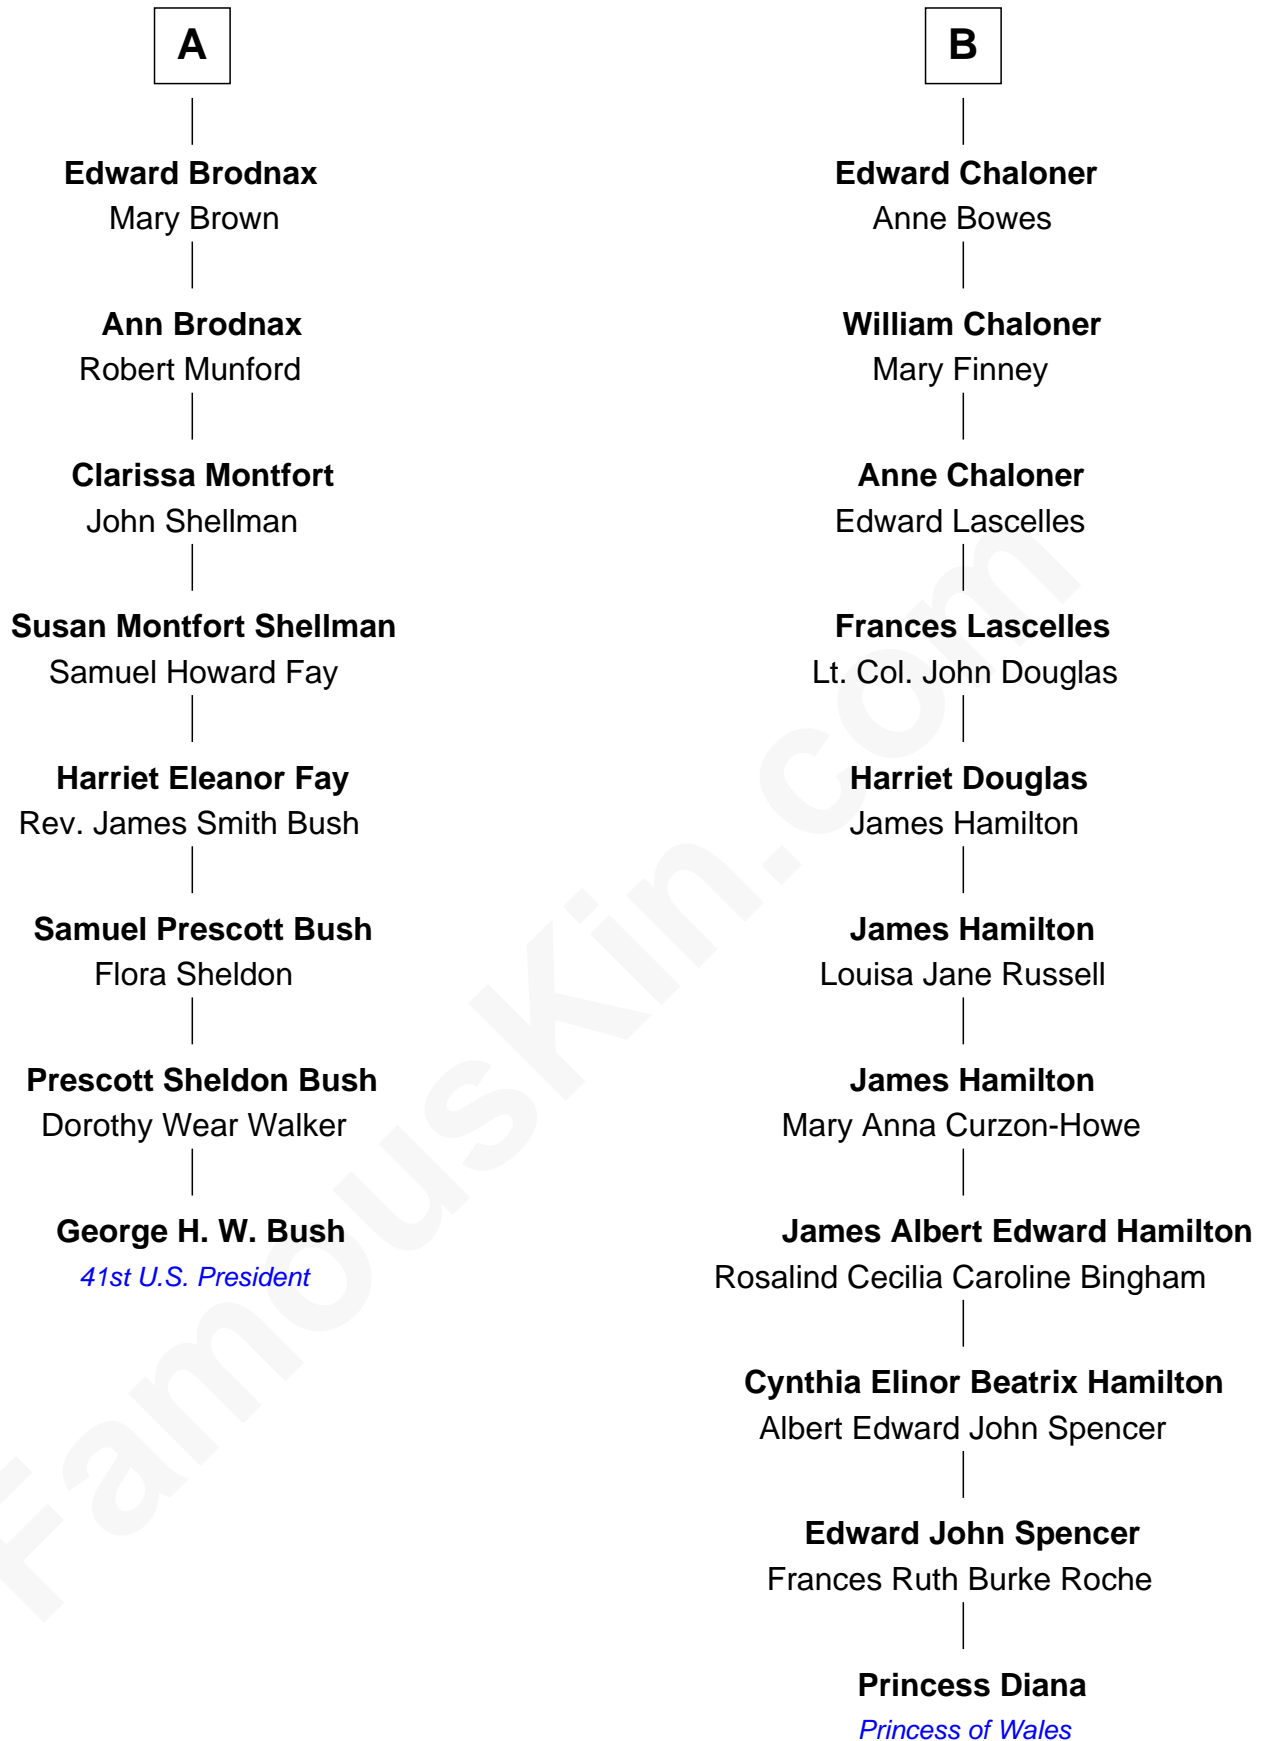 A
Edward Brodnax
Mary Brown
Ann Brodnax
Robert Munford
Clarissa Montfort
John Shellman
Susan Montfort Shellman
Samuel Howard Fay
Harriet Eleanor Fay
Rev. James Smith Bush
Samuel Prescott Bush
Flora Sheldon
Prescott Sheldon Bush
Dorothy Wear Walker
George H. W. Bush
41st U.S. President
B
Edward Chaloner
Anne Bowes
William Chaloner
Mary Finney
Anne Chaloner
Edward Lascelles
Frances Lascelles
Lt. Col. John Douglas
Harriet Douglas
James Hamilton
James Hamilton
Louisa Jane Russell
James Hamilton
Mary Anna Curzon-Howe
James Albert Edward Hamilton
Rosalind Cecilia Caroline Bingham
Cynthia Elinor Beatrix Hamilton
Albert Edward John Spencer
Edward John Spencer
Frances Ruth Burke Roche
Princess Diana
Princess of Wales
FamousKin.com